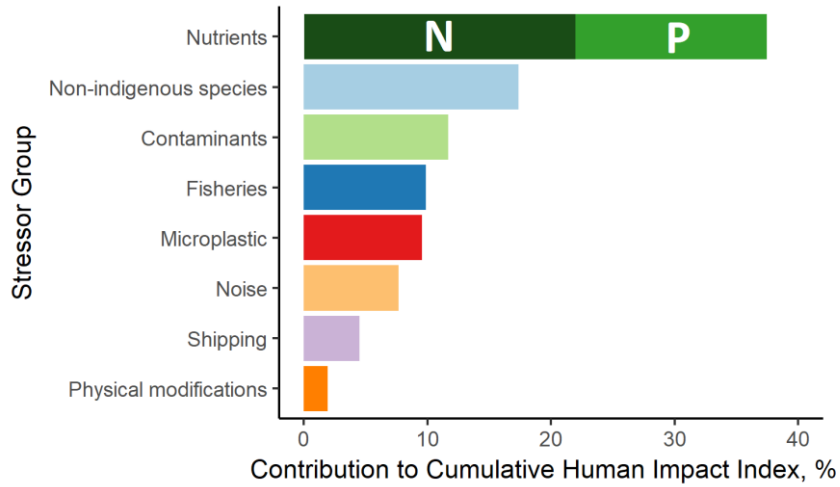 Nutrients
N
P
Non-indigenous species
Contaminants
Fisheries
Microplastic
Noise
Shipping
Physical modifications
Stressor Group
0 10 20 30 40
Contribution to Cumulative Human Impact Index, %